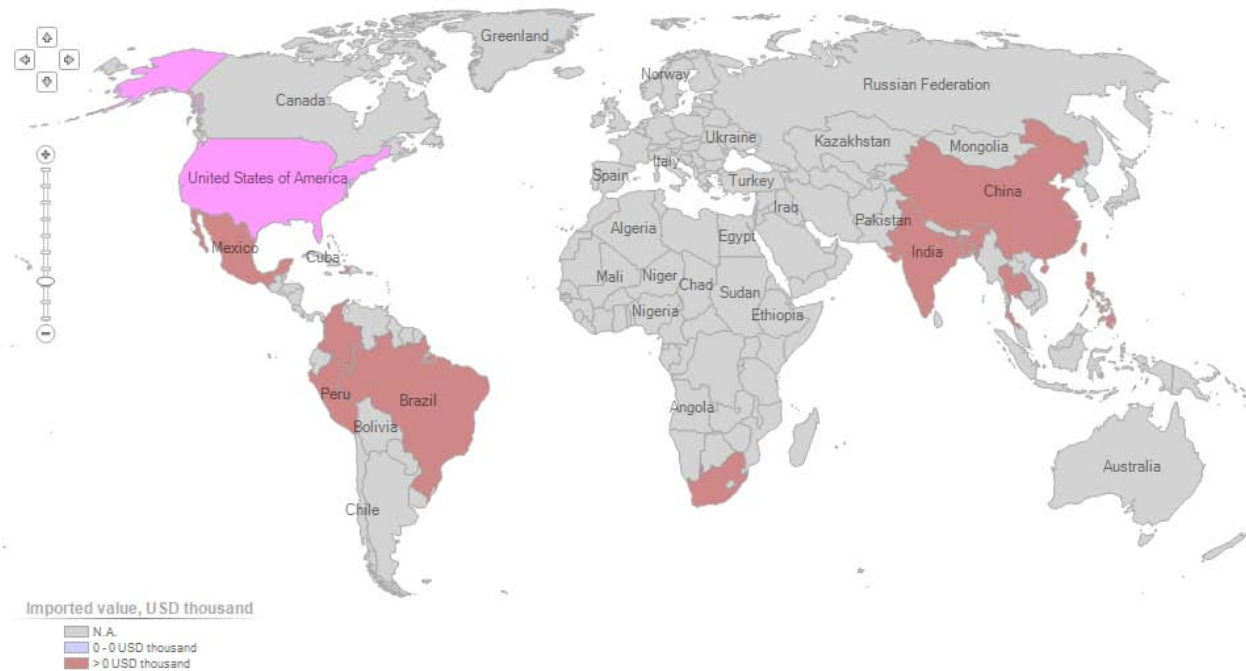 Greenland
Norway
Russian Federation
Canada
Ukraine
Kazakhstan
Mongolia
Italy
Spain
Turkey
United States of America
China
Iraq
Pakistan
Algeria
Egypt
Mexico
Cuba
India
Mali
Niger
Chad
Sudan
Nigeria
Ethiopia
Peru
Brazil
Angola
Bolivia
Australia
Chile
Imported value, USD thousand
N.A.
0 - 0 USD thousand
> 0 USD thousand